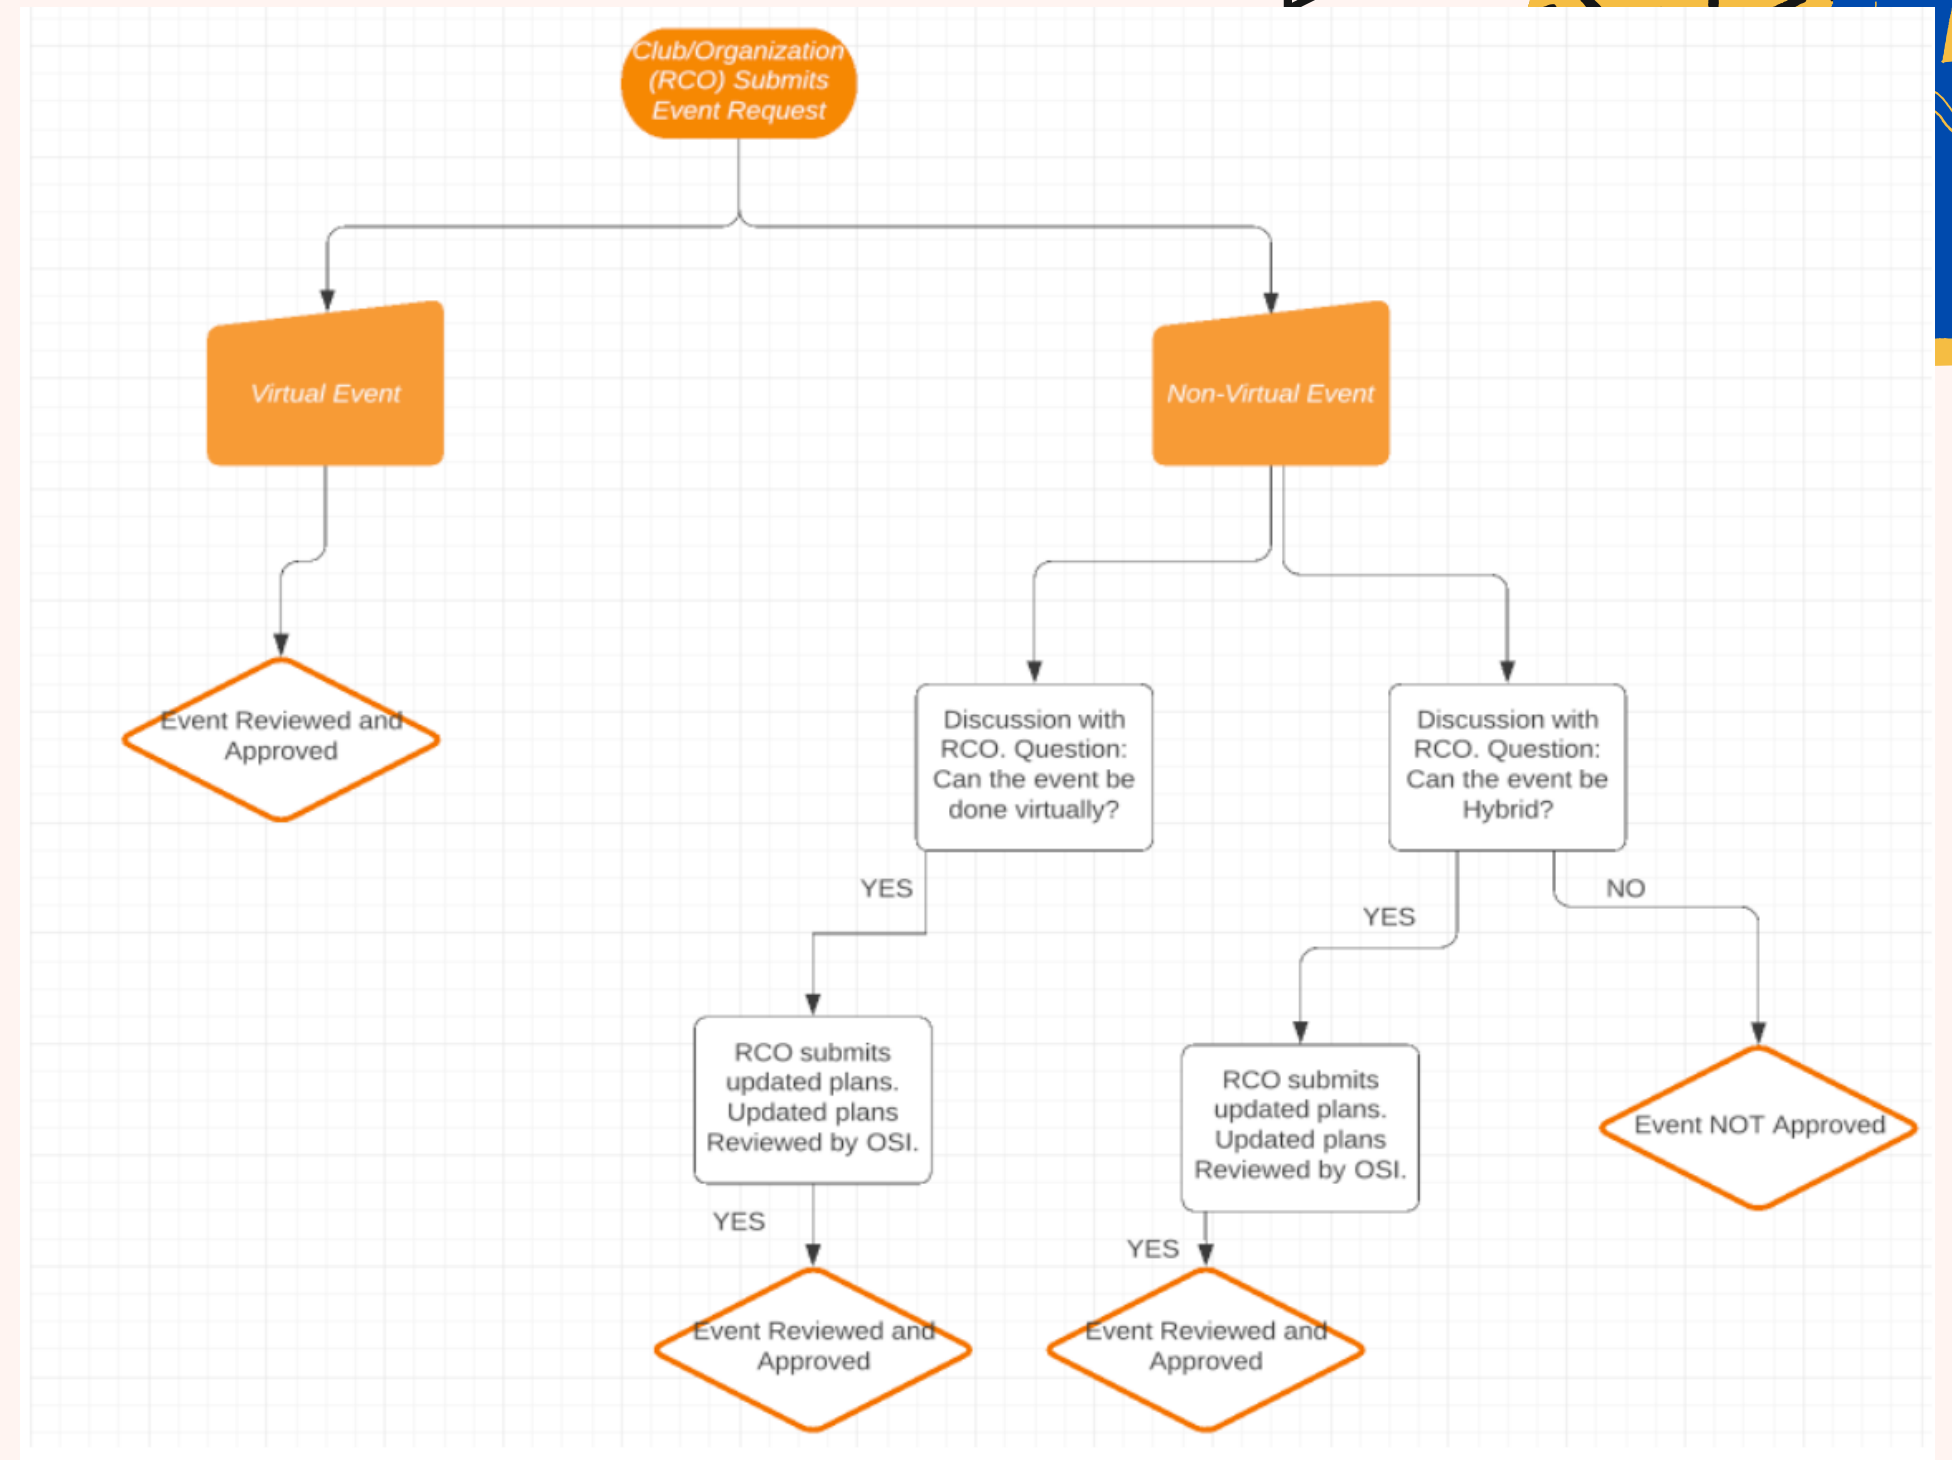 Club/Organization
(RCO) Submits
Event Request
Virtual Event
Non-Virtual Event
Event Reviewed and
Approved
Discussion with
RCO. Question:
Can the event be
done virtually?
Discussion with
RCO. Question:
Can the event be
Hybrid?
YES
YES
NO
RCO submits
updated plans.
Updated plans
Reviewed by OSI.
RCO submits
updated plans.
Updated plans
Reviewed by OSI.
Event NOT Approved
YES
YES
Event Reviewed and
Approved
Event Reviewed and
Approved